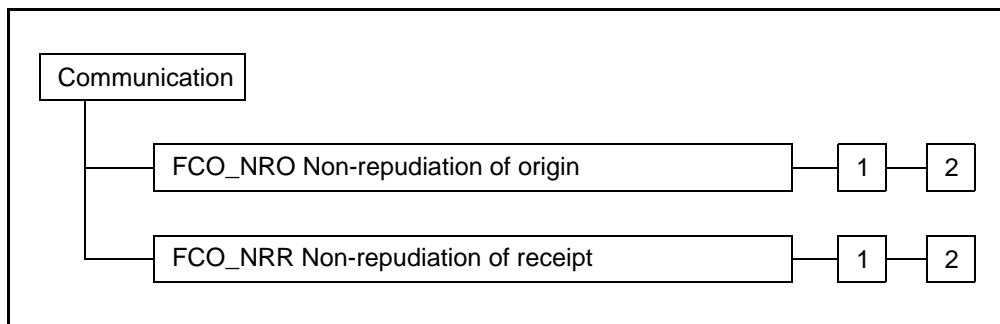 Communication
FCO_NRO Non-repudiation of origin 1 2
FCO_NRR Non-repudiation of receipt 1 2